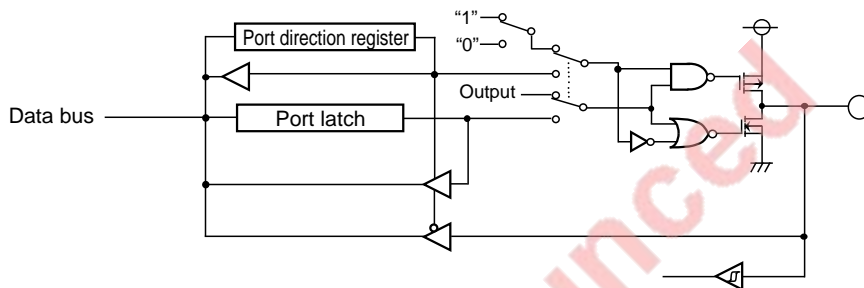 “1”
Port direction register
“0”
Output
Data bus
Port latch